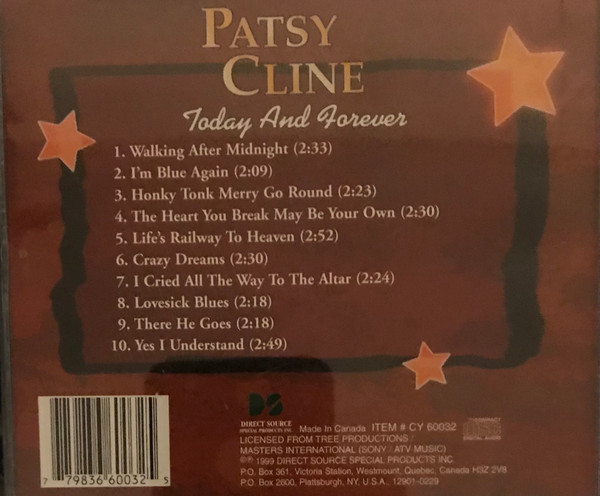 PATSY
CLINE
Today And Forever
1. Walking After Midnight (2:33)
2. I'm Blue Again (2:09)
3. Honky Tonk Merry Go Round (2:23)
4. The Heart You Break May Be Your Own (2:30)
5. Life's Railway To Heaven (2:52)
6. Crazy Dreams (2:30)
7. I Cried All The Way To The Altar (2:24)
8. Lovesick Blues (2:18)
9. There He Goes (2:18)
10. Yes I Understand (2:49)
DS
DIRECT SOURCE
SPECIAL PRODUCTS INC.
Made In Canada ITEM # CY 60032
LICENSED FROM TREE PRODUCTIONS /
MASTERS INTERNATIONAL (SONY / ATV MUSIC)
©℗ 1999 DIRECT SOURCE SPECIAL PRODUCTS INC.
P.O. Box 361, Victoria Station, Westmount, Quebec, Canada H3Z 2V8
P.O. Box 2600, Plattsburgh, N.Y. U.S.A., 12901-0229
7 79836 60032 5